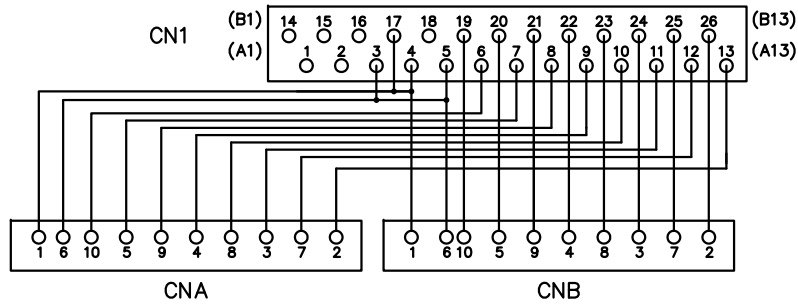 (B1) 14 15 16 17 18 19 20 21 22 23 24 25 26 (B13)
CN1
(A1) 1 2 3 4 5 6 7 8 9 10 11 12 13 (A13)
1 6 10 5 9 4 8 3 7 2
1 6 10 5 9 4 8 3 7 2
CNA CNB